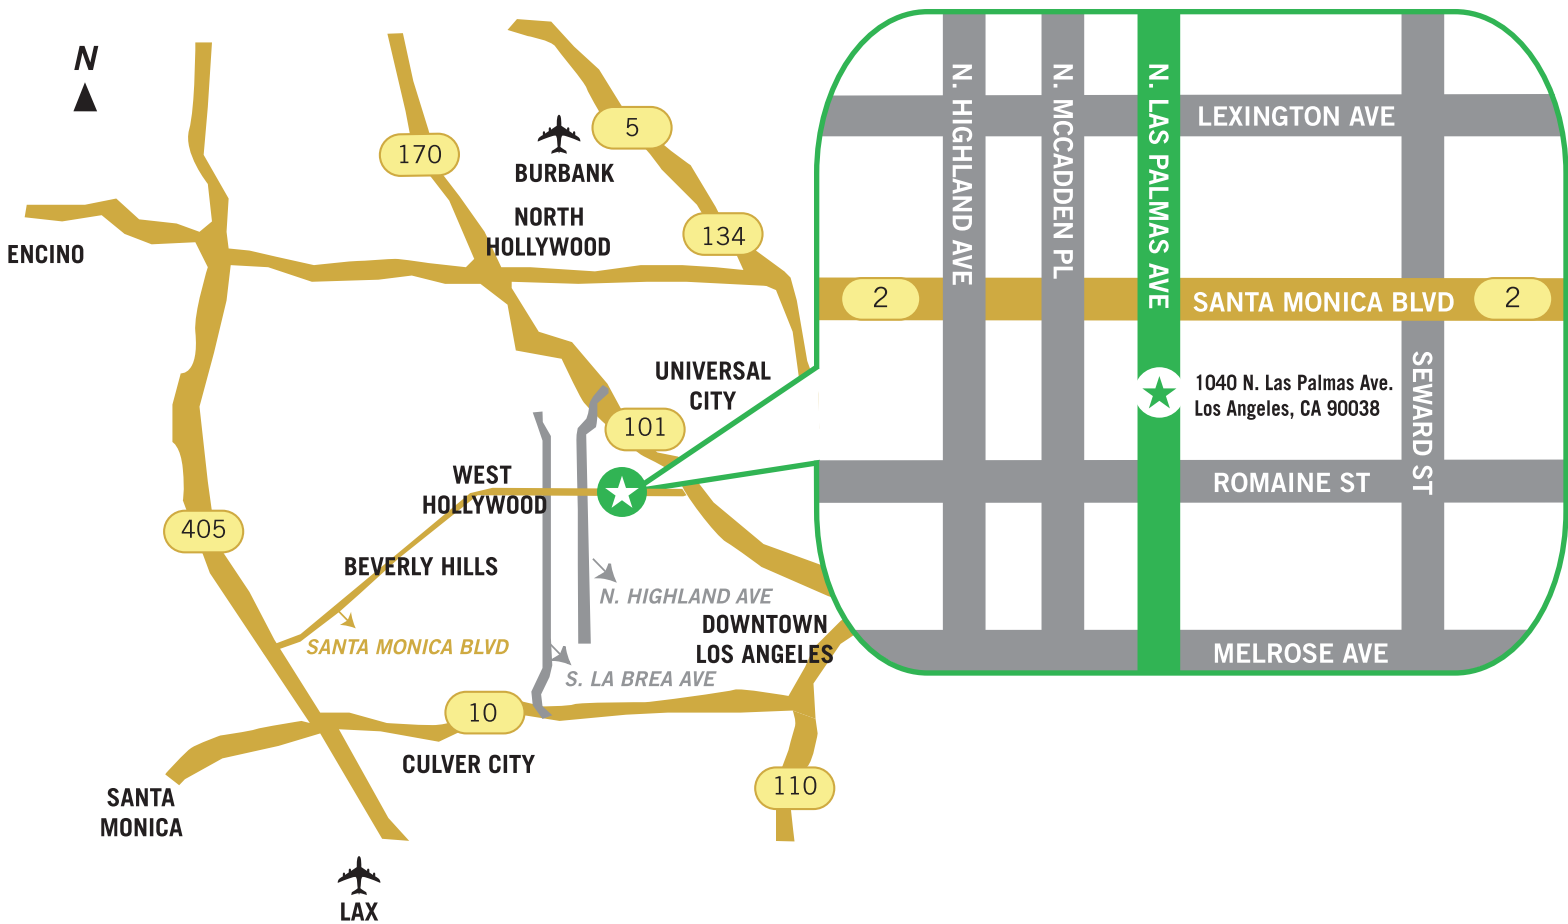 N
170
5
BURBANK
134
NORTH
HOLLYWOOD
ENCINO
UNIVERSAL
CITY
101
WEST
HOLLYWOOD
405
BEVERLY HILLS
N. HIGHLAND AVE
SANTA MONICA BLVD
DOWNTOWN
LOS ANGELES
S. LA BREA AVE
10
CULVER CITY
110
SANTA
MONICA
LAX
N. HIGHLAND AVE
N. MCCADDEN PL
N. LAS PALMAS AVE
LEXINGTON AVE
2
SANTA MONICA BLVD
2
SEWARD ST
1040 N. Las Palmas Ave.
Los Angeles, CA 90038
ROMAINE ST
MELROSE AVE